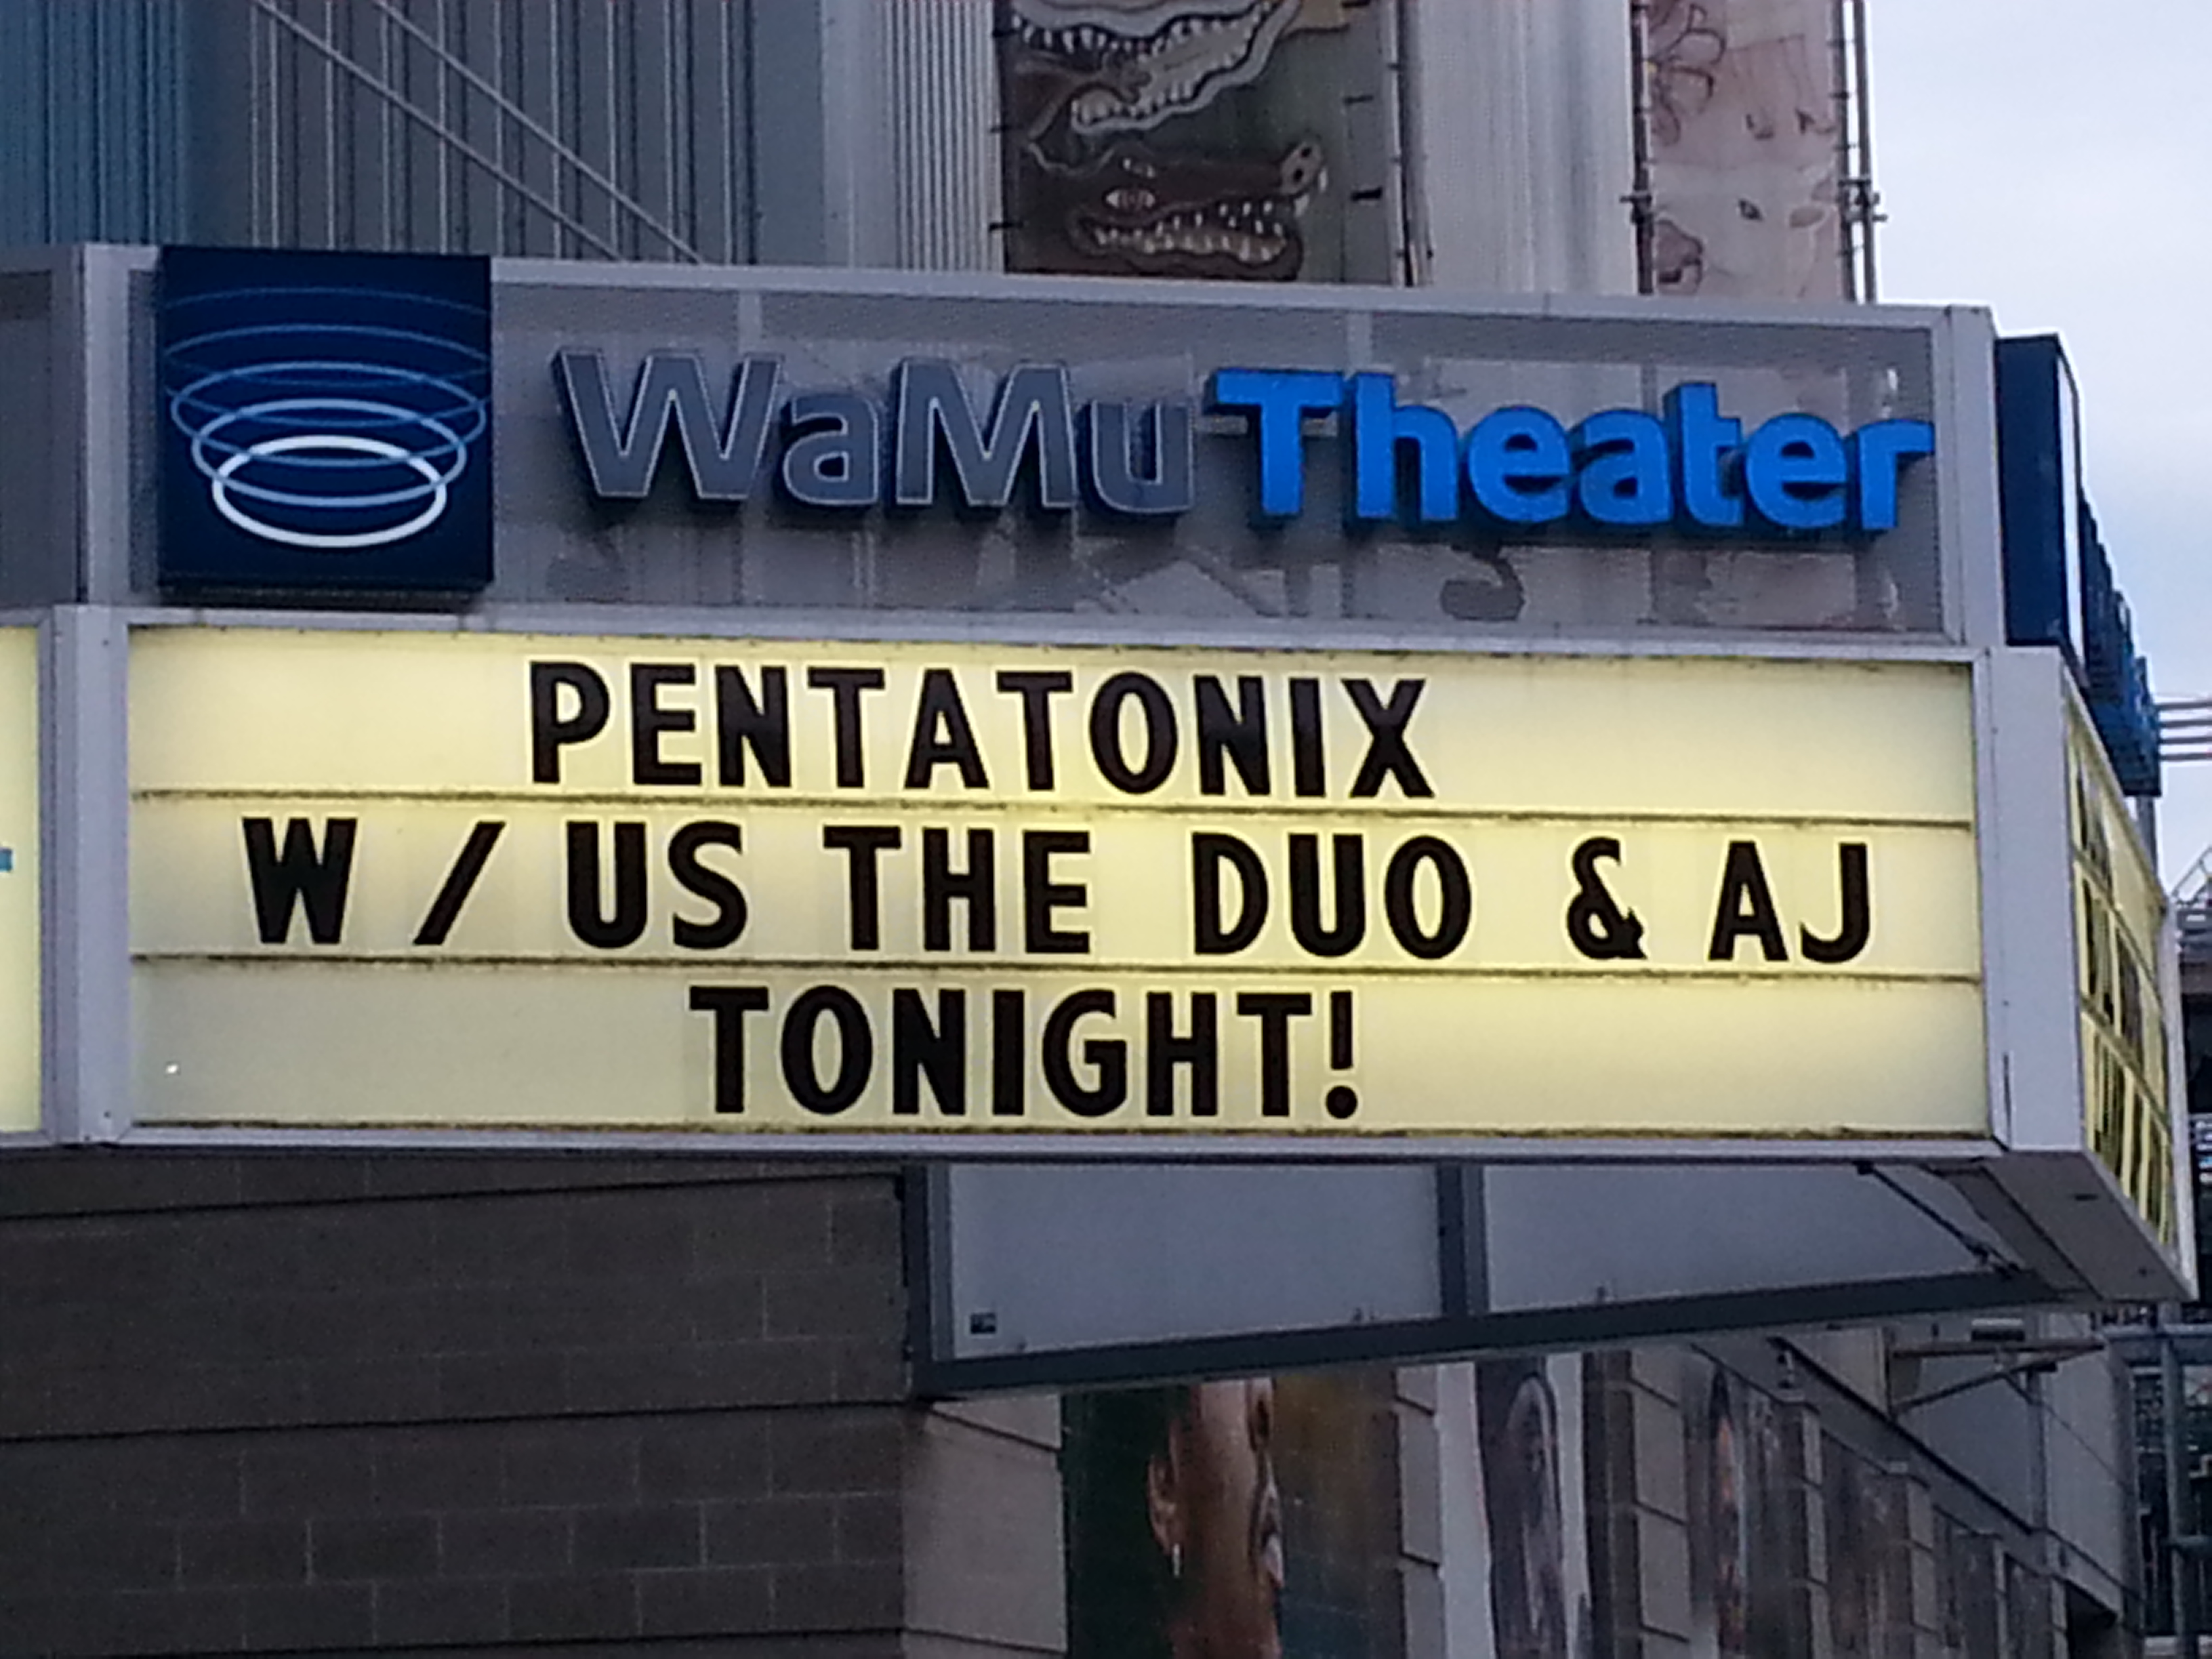 WaMu Theater
PENTATONIX
W/US THE DUO & AJ
TONIGHT!